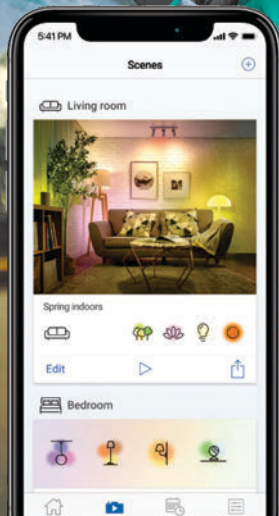 5:41 PM
Scenes
Living room
Spring indoors
Edit
Bedroom